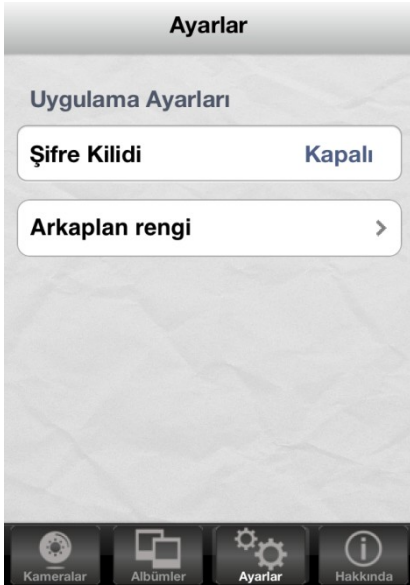 Ayarlar
Uygulama Ayarları
Şifre Kilidi Kapalı
Arkaplan rengi
Kameralar Albümler Ayarlar Hakkında